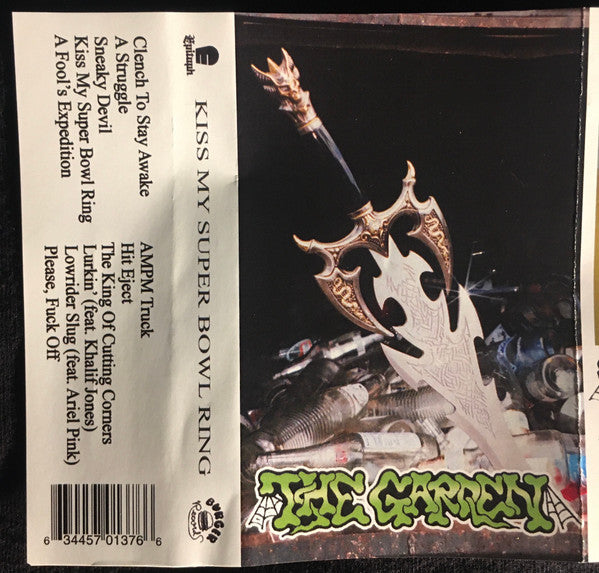 Epitaph
KISS MY SUPER BOWL RING
Clench To Stay Awake
A Struggle
Sneaky Devil
Kiss My Super Bowl Ring
A Fool's Expedition
AMPM Truck
Hit Eject
The King Of Cutting Corners
Lurkin' (feat. Khalif Jones)
Lowrider Slug (feat. Ariel Pink)
Please, Fuck Off
BURGER
Records
6 34457 01376 6
THE GARDEN